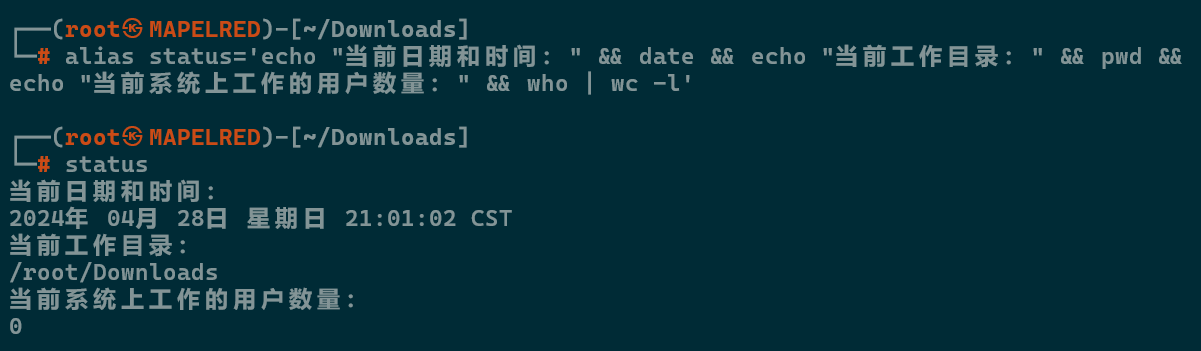 ┌──(root㉿MAPELRED)-[~/Downloads]
└─# alias status='echo "当前日期和时间：" && date && echo "当前工作目录：" && pwd &&
echo "当前系统上工作的用户数量：" && who | wc -l'
┌──(root㉿MAPELRED)-[~/Downloads]
└─# status
当前日期和时间：
2024年 04月 28日 星期日 21:01:02 CST
当前工作目录：
/root/Downloads
当前系统上工作的用户数量：
0